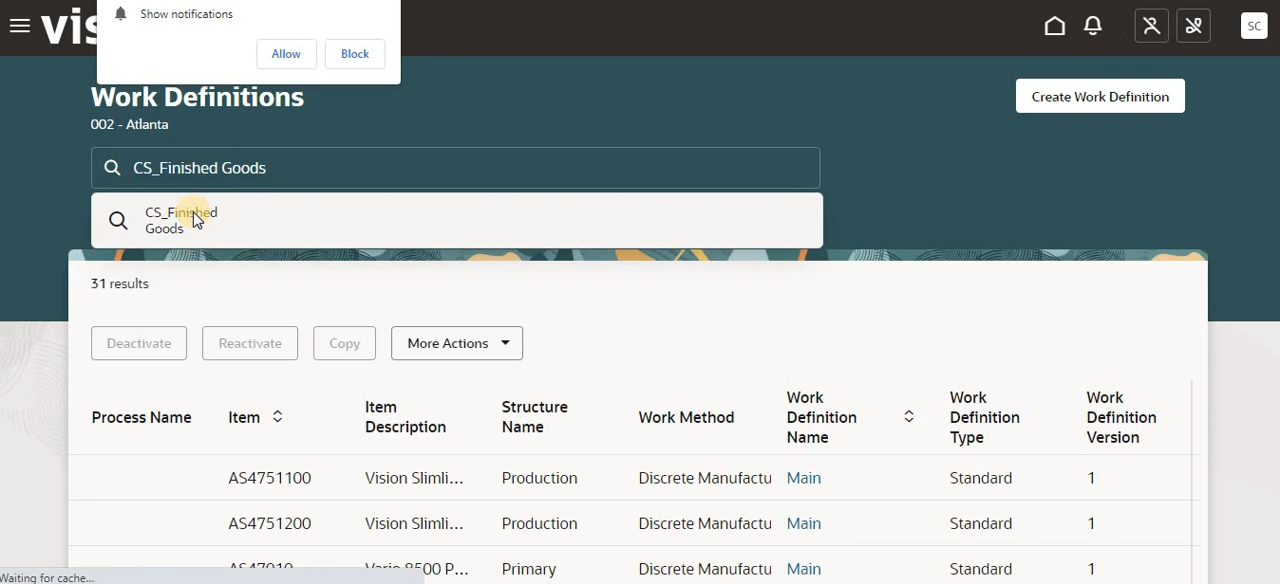 Show notifications
Allow Block
vis
SC
Work Definitions
Create Work Definition
002 - Atlanta
CS_Finished Goods
CS_Finished
Goods
31 results
Deactivate Reactivate Copy More Actions
Process Name Item Item Description Structure Name Work Method Work Definition Name Work Definition Type Work Definition Version
AS4751100 Vision Slimli... Production Discrete Manufactu Main Standard 1
AS4751200 Vision Slimli... Production Discrete Manufactu Main Standard 1
Vario 8500 P... Primary Discrete Manufactu Main Standard 1
Waiting for cache...